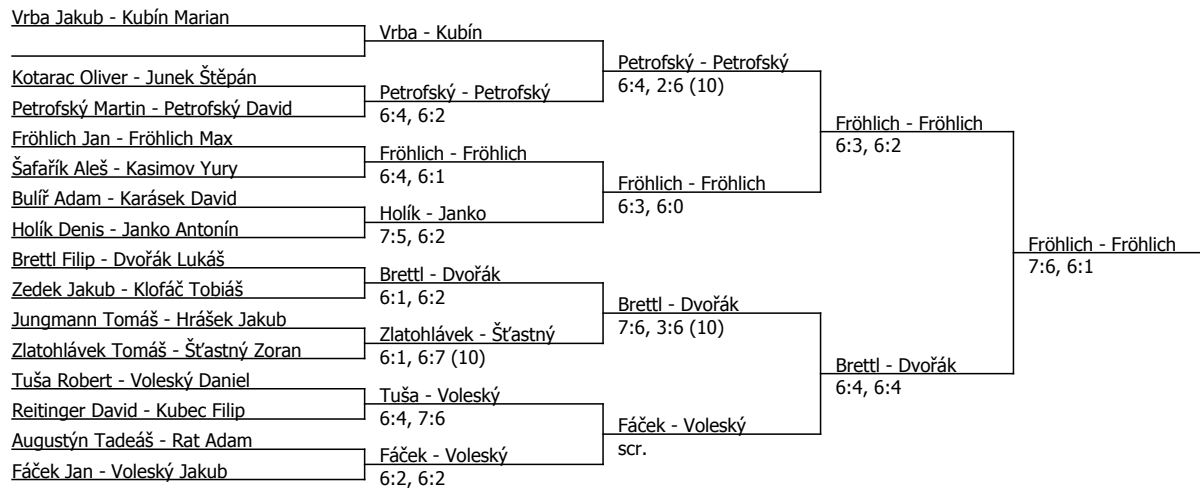 Vrba Jakub - Kubín Marian
Kotarac Oliver - Junek Štěpán
Petrofský Martin - Petrofský David
Fröhlich Jan - Fröhlich Max
Šafařík Aleš - Kasimov Yury
Bulíř Adam - Karásek David
Holík Denis - Janko Antonín
Brettl Filip - Dvořák Lukáš
Zedek Jakub - Klofáč Tobiáš
Jungmann Tomáš - Hrášek Jakub
Zlatohlávek Tomáš - Šťastný Zoran
Tuša Robert - Voleský Daniel
Reitinger David - Kubec Filip
Augustýn Tadeáš - Rat Adam
Fáček Jan - Voleský Jakub
Vrba - Kubín
Petrofský - Petrofský
6:4, 6:2
Fröhlich - Fröhlich
6:4, 6:1
Holík - Janko
7:5, 6:2
Brettl - Dvořák
6:1, 6:2
Zlatohlávek - Šťastný
6:1, 6:7 (10)
Tuša - Voleský
6:4, 7:6
Fáček - Voleský
6:2, 6:2
Petrofský - Petrofský
6:4, 2:6 (10)
Fröhlich - Fröhlich
6:3, 6:0
Brettl - Dvořák
7:6, 3:6 (10)
Fáček - Voleský
scr.
Fröhlich - Fröhlich
6:3, 6:2
Brettl - Dvořák
6:4, 6:4
Fröhlich - Fröhlich
7:6, 6:1